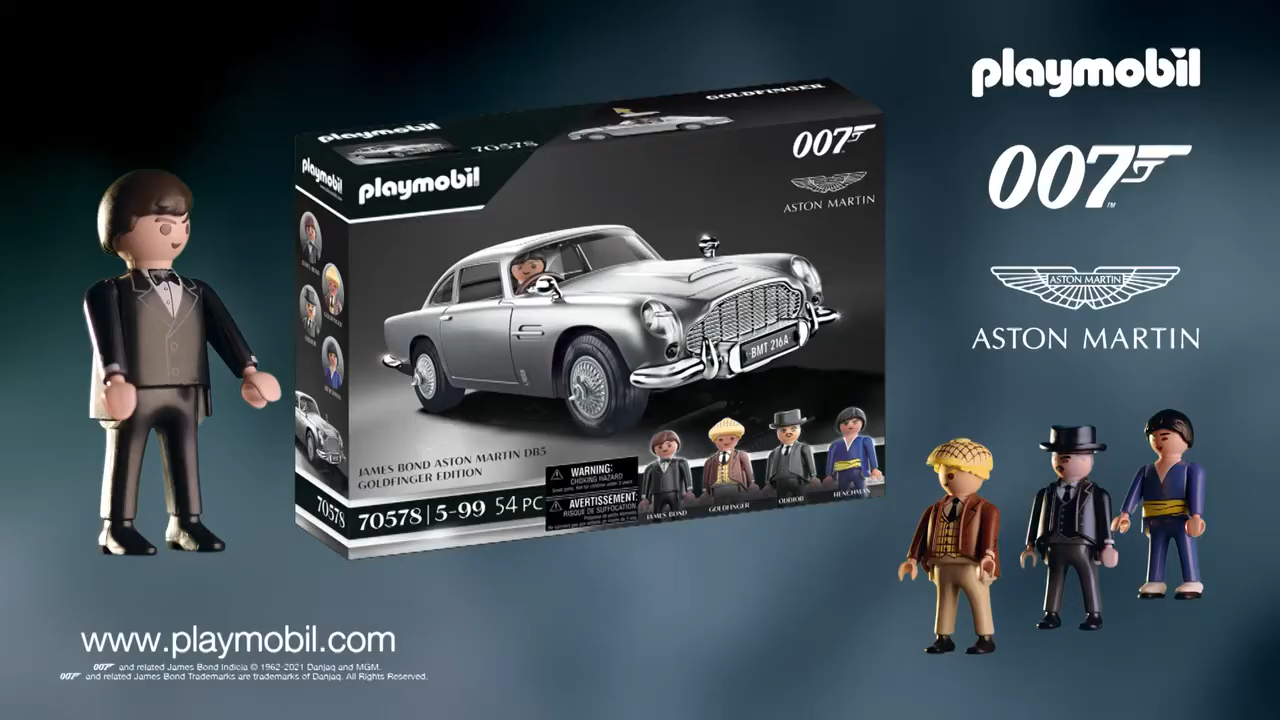 playmobil
007
ASTON MARTIN
ASTON MARTIN
playmobil
70578
GOLDFINGER
playmobil
playmobil
007
ASTON MARTIN
BMT 216A
JAMES BOND ASTON MARTIN DB5
GOLDFINGER EDITION
70578
70578 | 5-99 54 PC
WARNING:
CHOKING HAZARD
AVERTISSEMENT:
RISQUE DE SUFFOCATION
JAMES BOND
GOLDFINGER
ODDJOB
HENCHMAN
www.playmobil.com
007 and related James Bond Indicia © 1962-2021 Danjaq and MGM.
007 and related James Bond Trademarks are trademarks of Danjaq. All Rights Reserved.